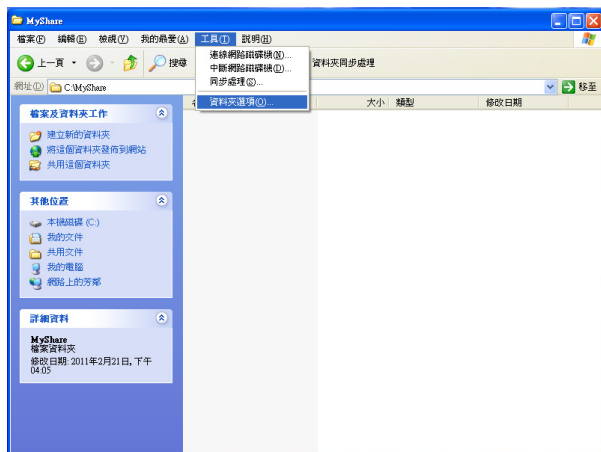 MyShare
檔案(F) 編輯(E) 檢視(V) 我的最愛(A) 工具(T) 說明(H)
連線網路磁碟機(N)...
中斷網路磁碟機(D)...
同步處理(S)...
資料夾選項(O)...
上一頁 搜尋 資料夾同步處理
網址(D) C:\MyShare 移至
大小 類型 修改日期
檔案及資料夾工作
建立新的資料夾
將這個資料夾發佈到網站
共用這個資料夾
其他位置
本機磁碟 (C:)
我的文件
共用文件
我的電腦
網路上的芳鄰
詳細資料
MyShare
檔案資料夾
修改日期: 2011年2月21日, 下午
04:05